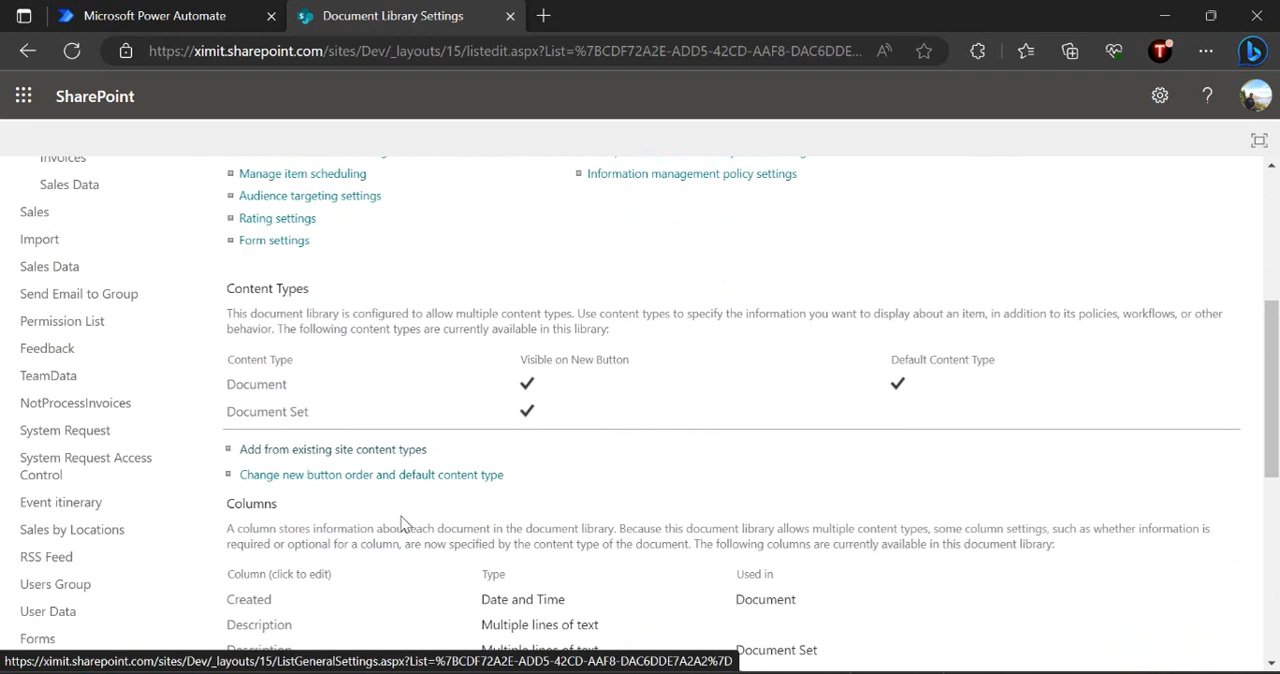 Microsoft Power Automate
Document Library Settings
https://ximit.sharepoint.com/sites/Dev/_layouts/15/listedit.aspx?List=%7BCDF72A2E-ADD5-42CD-AAF8-DAC6DDE...
SharePoint
Invoices
Manage item scheduling
Information management policy settings
Sales Data
Audience targeting settings
Sales
Rating settings
Import
Form settings
Sales Data
Send Email to Group
Content Types
Permission List
This document library is configured to allow multiple content types. Use content types to specify the information you want to display about an item, in addition to its policies, workflows, or other
behavior. The following content types are currently available in this library:
Feedback
Content Type
Visible on New Button
Default Content Type
TeamData
Document
NotProcessInvoices
Document Set
System Request
Add from existing site content types
System Request Access
Control
Change new button order and default content type
Event itinerary
Columns
Sales by Locations
A column stores information about each document in the document library. Because this document library allows multiple content types, some column settings, such as whether information is
required or optional for a column, are now specified by the content type of the document. The following columns are currently available in this document library:
RSS Feed
Column (click to edit)
Type
Used in
Users Group
Created
Date and Time
Document
User Data
Description
Multiple lines of text
Forms
Description
Multiple lines of text
Document Set
https://ximit.sharepoint.com/sites/Dev/_layouts/15/ListGeneralSettings.aspx?List=%7BCDF72A2E-ADD5-42CD-AAF8-DAC6DDE7A2A2%7D